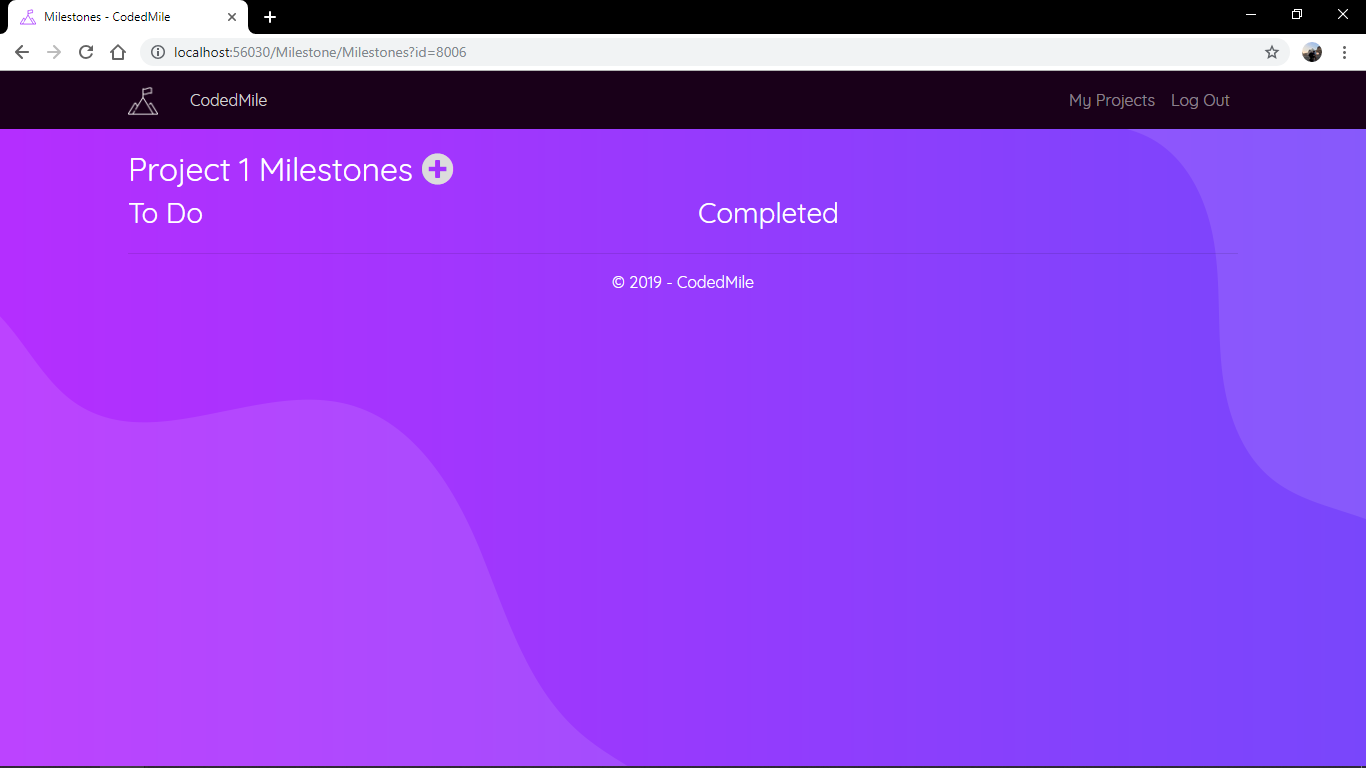 Milestones - CodedMile
localhost:56030/Milestone/Milestones?id=8006
CodedMile
My Projects
Log Out
Project 1 Milestones
To Do
Completed
© 2019 - CodedMile